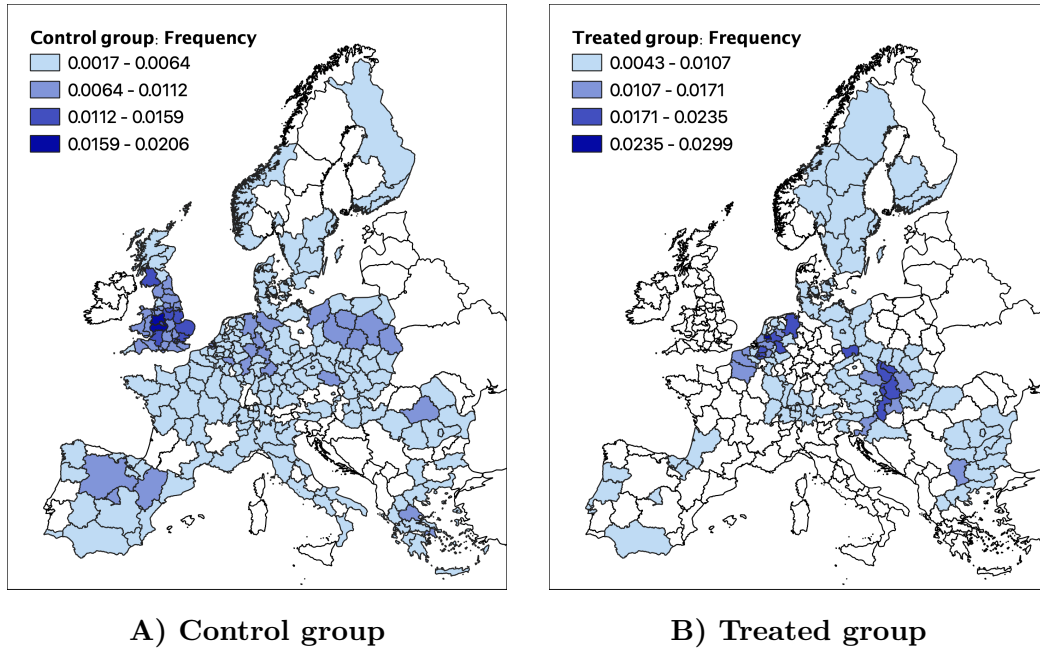 Control group: Frequency
0.0017 - 0.0064
0.0064 - 0.0112
0.0112 - 0.0159
0.0159 - 0.0206
Treated group: Frequency
0.0043 - 0.0107
0.0107 - 0.0171
0.0171 - 0.0235
0.0235 - 0.0299
A) Control group
B) Treated group